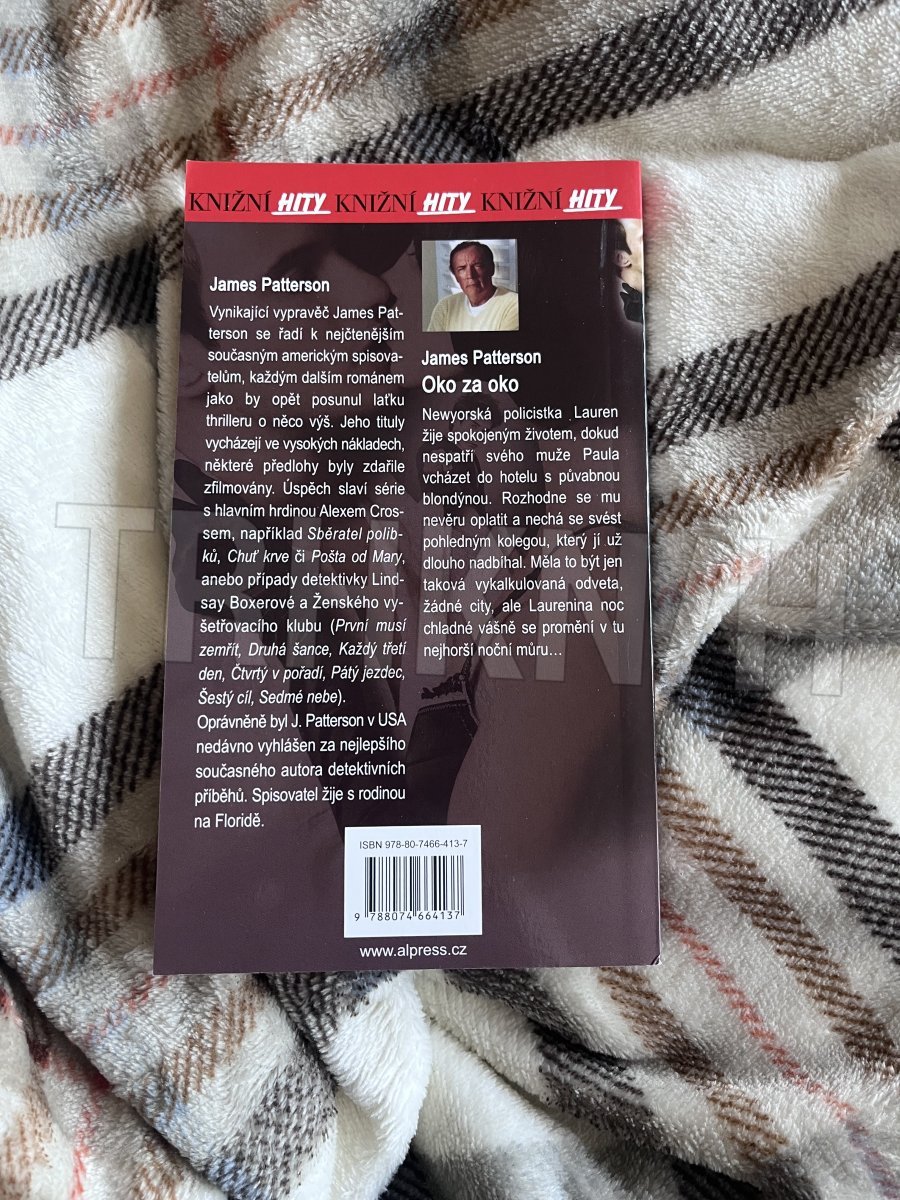 KNIŽNÍ HITY KNIŽNÍ HITY KNIŽNÍ HITY
James Patterson
Vynikající vypravěč James Pat-
terson se řadí k nejčtenějším
současným americkým spisova-
telům, každým dalším románem
jako by opět posunul laťku
thrilleru o něco výš. Jeho tituly
vycházejí ve vysokých nákladech,
některé předlohy byly zdařile
zfilmovány. Úspěch slaví série
s hlavním hrdinou Alexem Cros-
sem, například Sběratel polib-
ků, Chuť krve či Pošta od Mary,
anebo případy detektivky Lind-
say Boxerové a Ženského vy-
šetřovacího klubu (První musí
zemřít, Druhá šance, Každý třetí
den, Čtvrtý v pořadí, Pátý jezdec,
Šestý cíl, Sedmé nebe).
Oprávněně byl J. Patterson v USA
nedávno vyhlášen za nejlepšího
současného autora detektivních
příběhů. Spisovatel žije s rodinou
na Floridě.
James Patterson
Oko za oko
Newyorská policistka Lauren
žije spokojeným životem, dokud
nespatří svého muže Paula
vcházet do hotelu s půvabnou
blondýnou. Rozhodne se mu
nevěru oplatit a nechá se svést
pohledným kolegou, který jí už
dlouho nadbíhal. Měla to být jen
taková vykalkulovaná odveta,
žádné city, ale Laurenina noc
chladné vášně se promění v tu
nejhorší noční můru…
ISBN 978-80-7466-413-7
9 788074 664137
www.alpress.cz